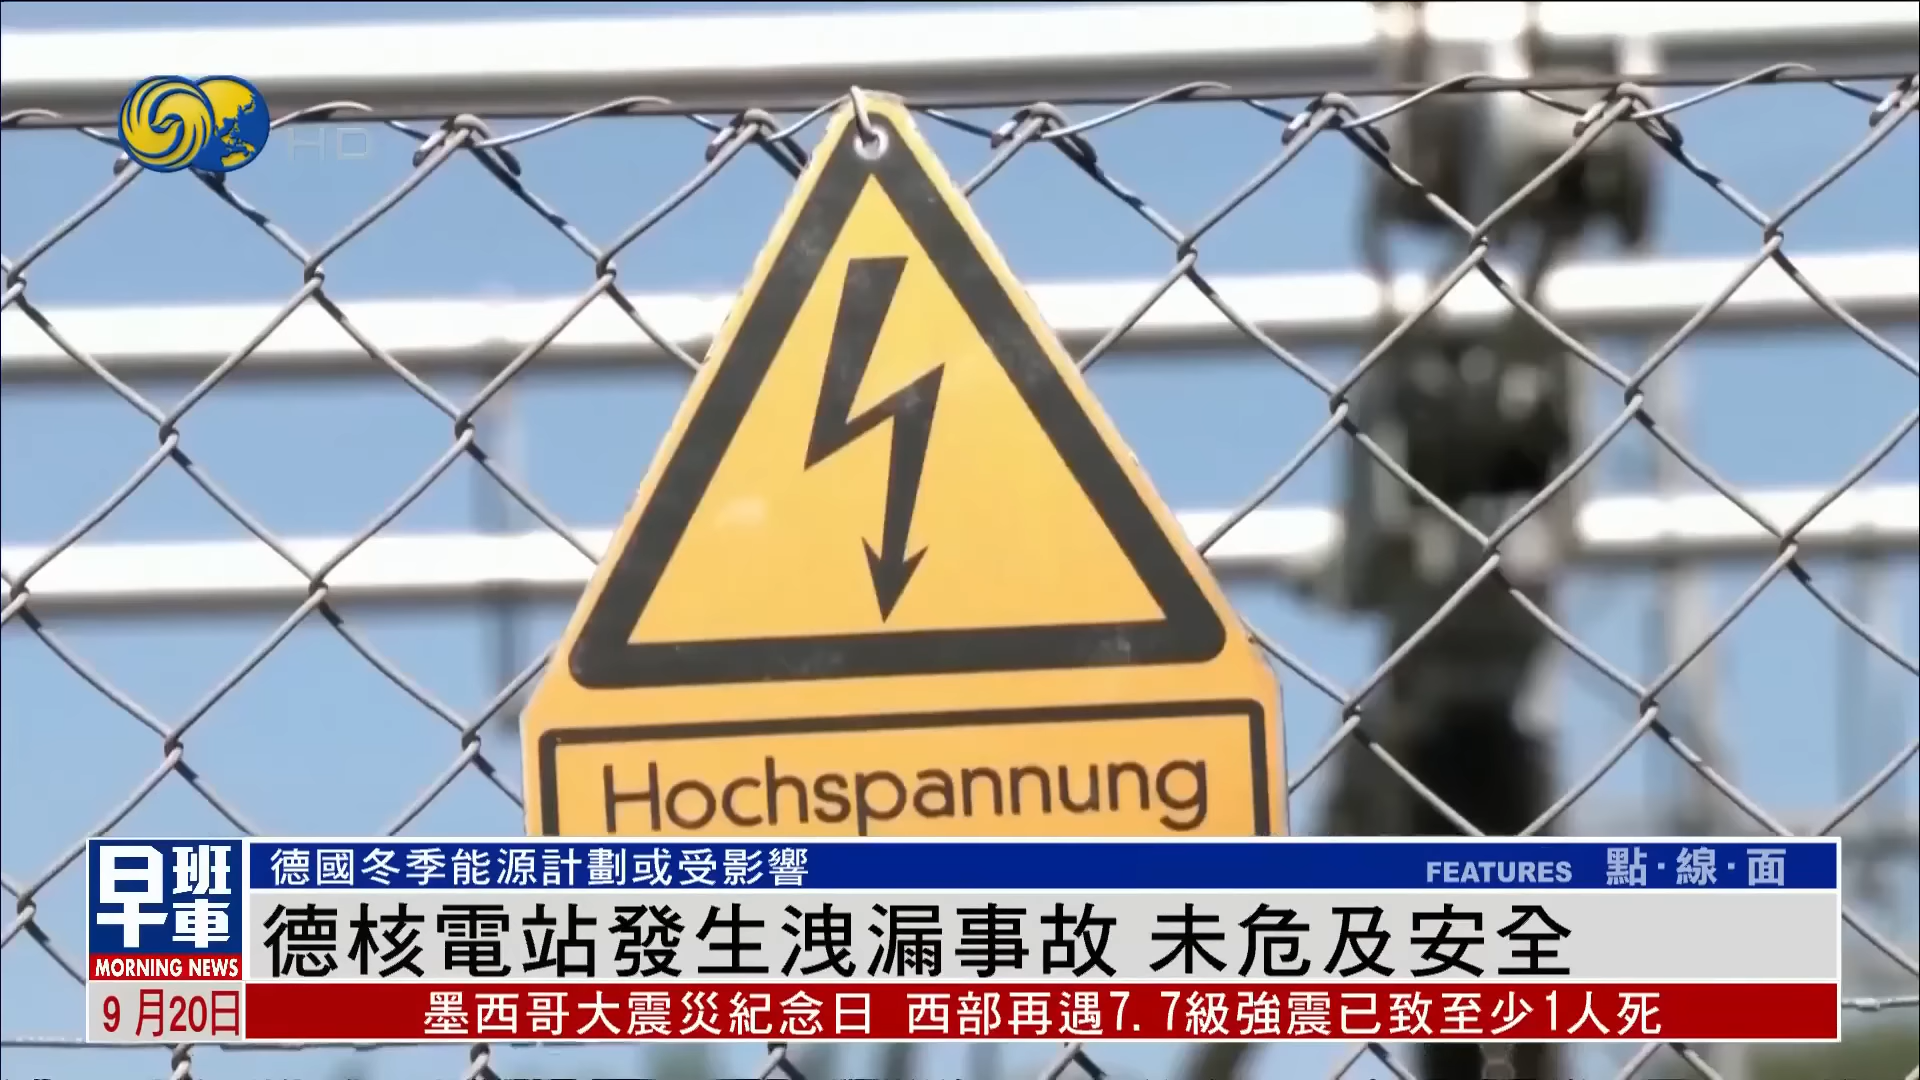 HD
Hochspannung
早班車
MORNING NEWS
9月20日
德國冬季能源計劃或受影響
FEATURES 點·線·面
德核電站發生洩漏事故 未危及安全
墨西哥大震災紀念日 西部再遇7.7級強震已致至少1人死